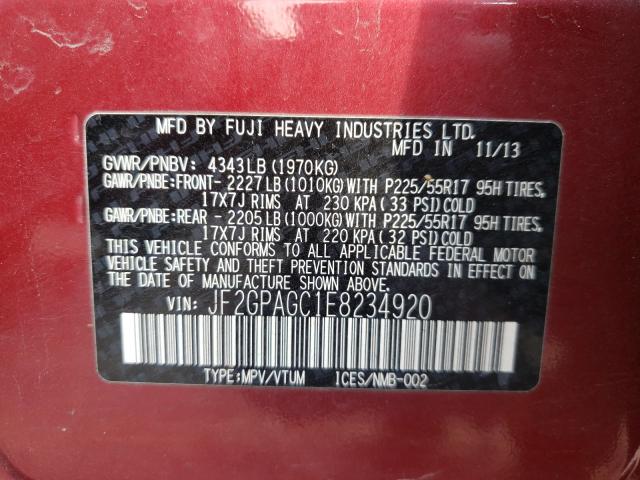 MFD BY FUJI HEAVY INDUSTRIES LTD.
MFD IN 11/13
GVWR/PNBV: 4343LB(1970KG)
GAWR/PNBE:FRONT- 2227LB(1010KG)WITH P225/55R17 95H TIRES,
17X7J RIMS AT 230 KPA(33 PSI)COLD
GAWR/PNBE:REAR - 2205LB(1000KG)WITH P225/55R17 95H TIRES,
17X7J RIMS AT 220 KPA(32 PSI)COLD
THIS VEHICLE CONFORMS TO ALL APPLICABLE FEDERAL MOTOR
VEHICLE SAFETY AND THEFT PREVENTION STANDARDS IN EFFECT
ON THE DATE OF MANUFACTURE SHOWN ABOVE.
VIN: JF2GPAGC1E8234920
TYPE:MPV/VTUM ICES/NMB-002